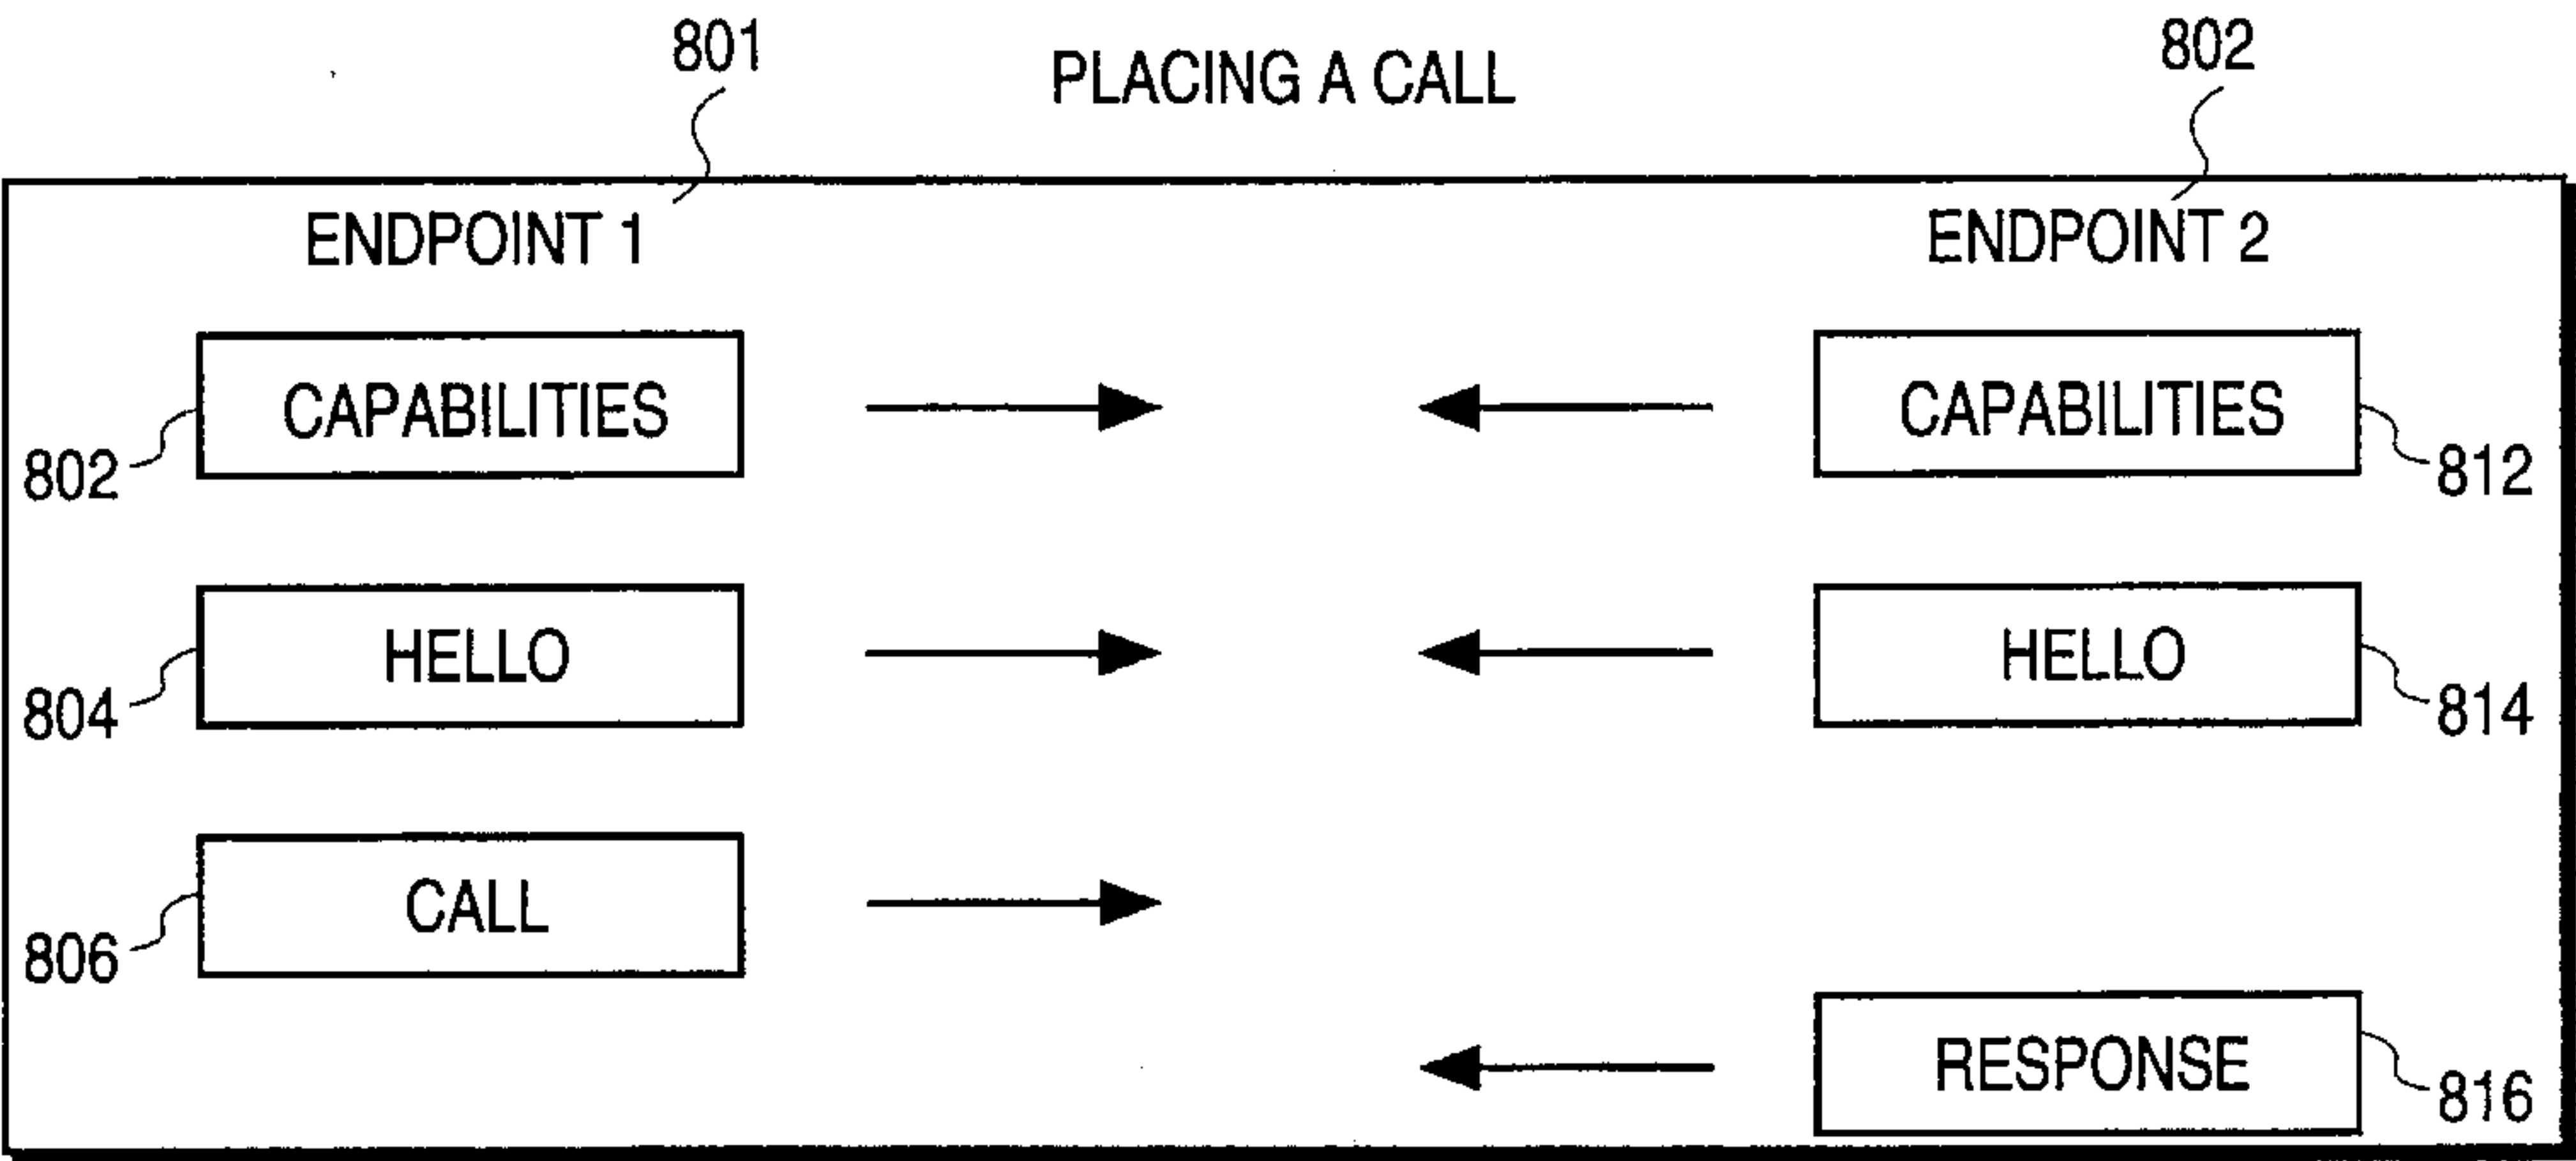 801
PLACING A CALL
802
ENDPOINT 1
ENDPOINT 2
CAPABILITIES
CAPABILITIES
802
812
HELLO
HELLO
804
814
CALL
806
RESPONSE
816